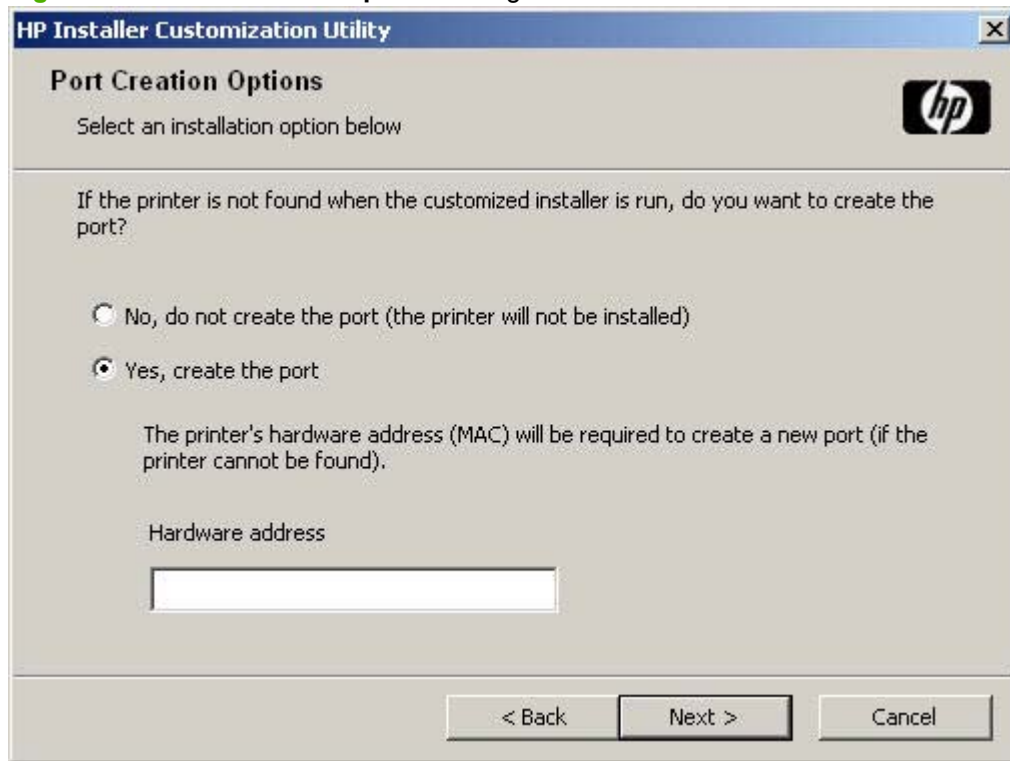 HP Installer Customization Utility
Port Creation Options
Select an installation option below
hp
If the printer is not found when the customized installer is run, do you want to create the
port?
No, do not create the port (the printer will not be installed)
Yes, create the port
The printer's hardware address (MAC) will be required to create a new port (if the
printer cannot be found).
Hardware address
< Back
Next >
Cancel